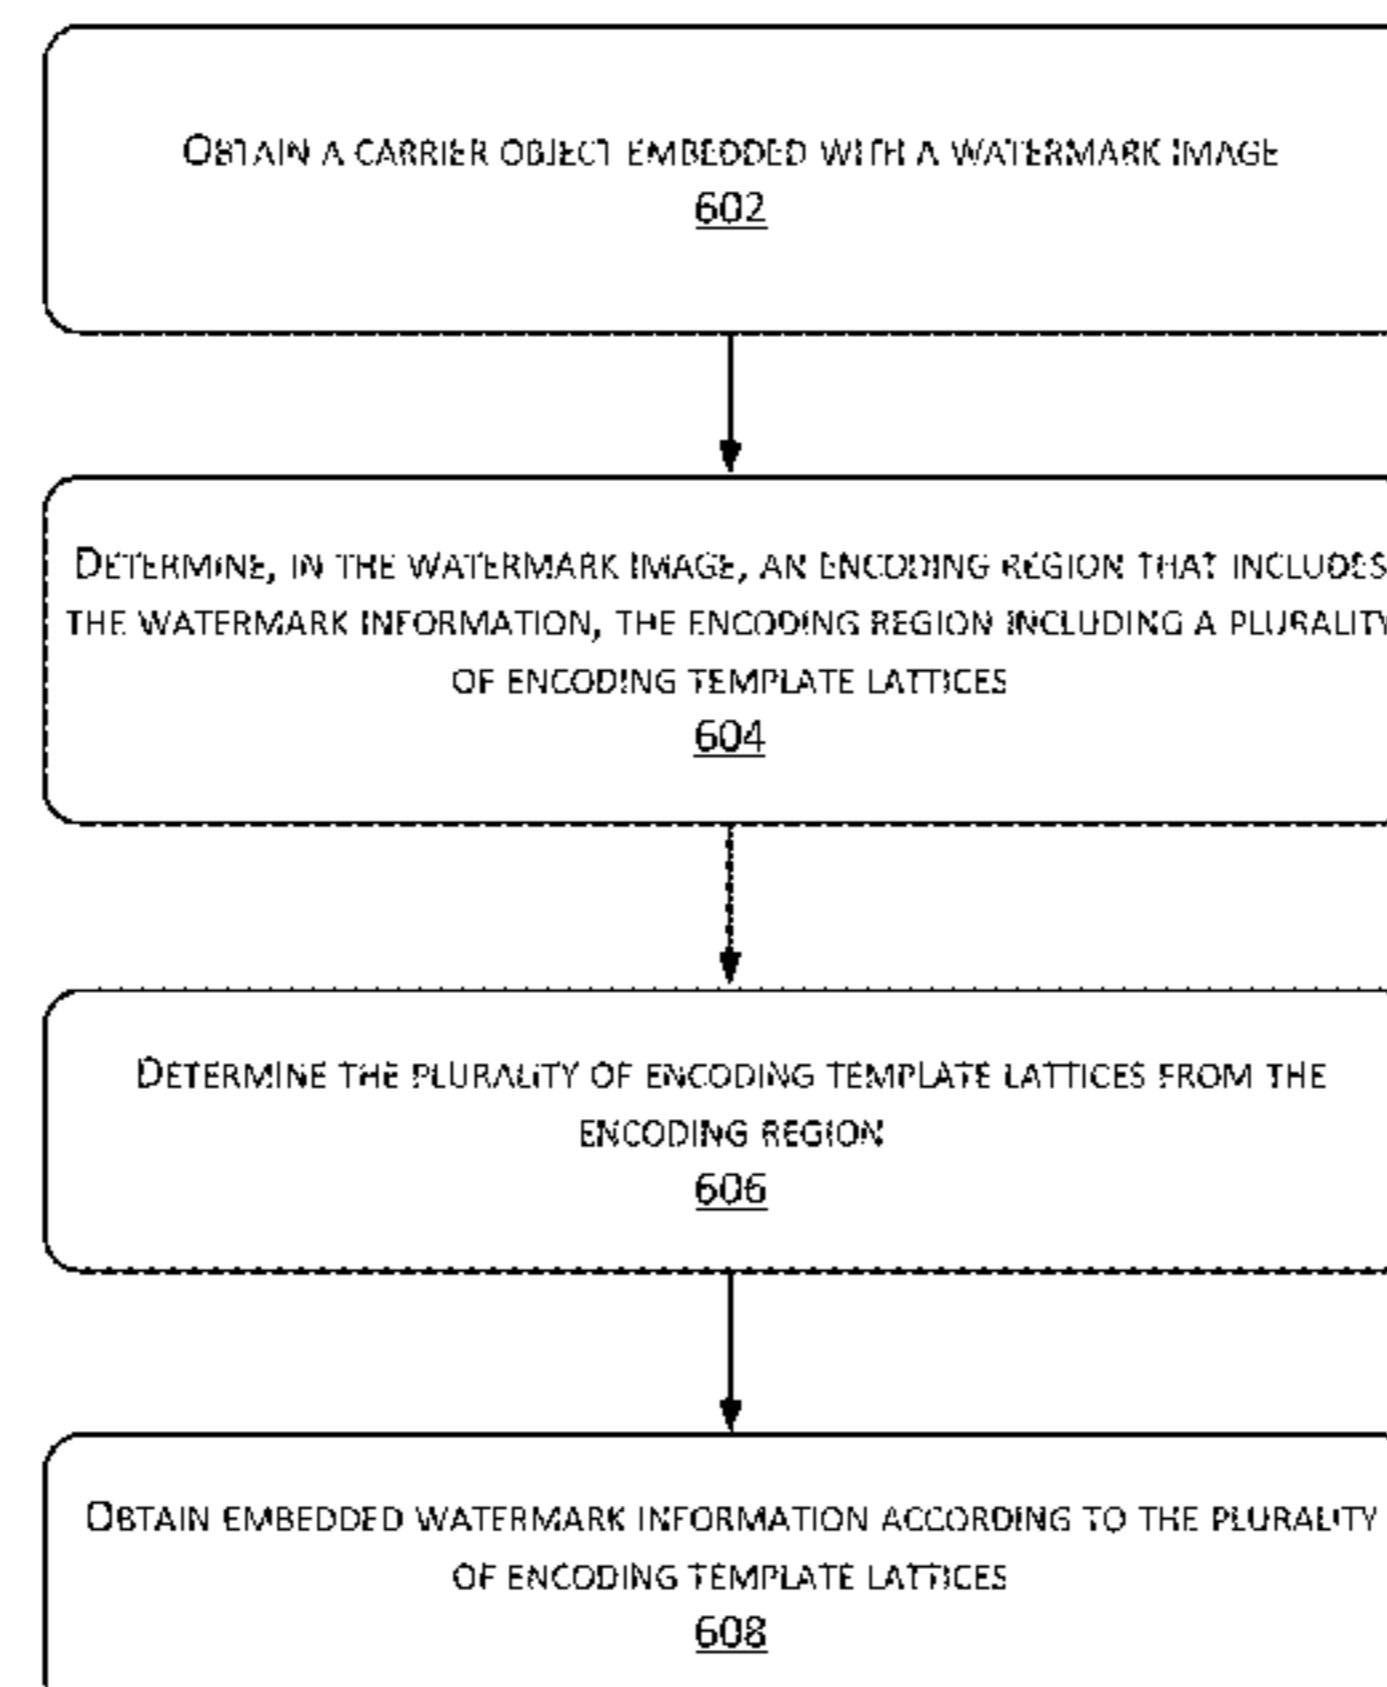 OBTAIN A CARRIER OBJECT EMBEDDED WITH A WATERMARK IMAGE
602
DETERMINE, IN THE WATERMARK IMAGE, AN ENCODING REGION THAT INCLUDES
THE WATERMARK INFORMATION, THE ENCODING REGION INCLUDING A PLURALITY
OF ENCODING TEMPLATE LATTICES
604
DETERMINE THE PLURALITY OF ENCODING TEMPLATE LATTICES FROM THE
ENCODING REGION
606
OBTAIN EMBEDDED WATERMARK INFORMATION ACCORDING TO THE PLURALITY
OF ENCODING TEMPLATE LATTICES
608